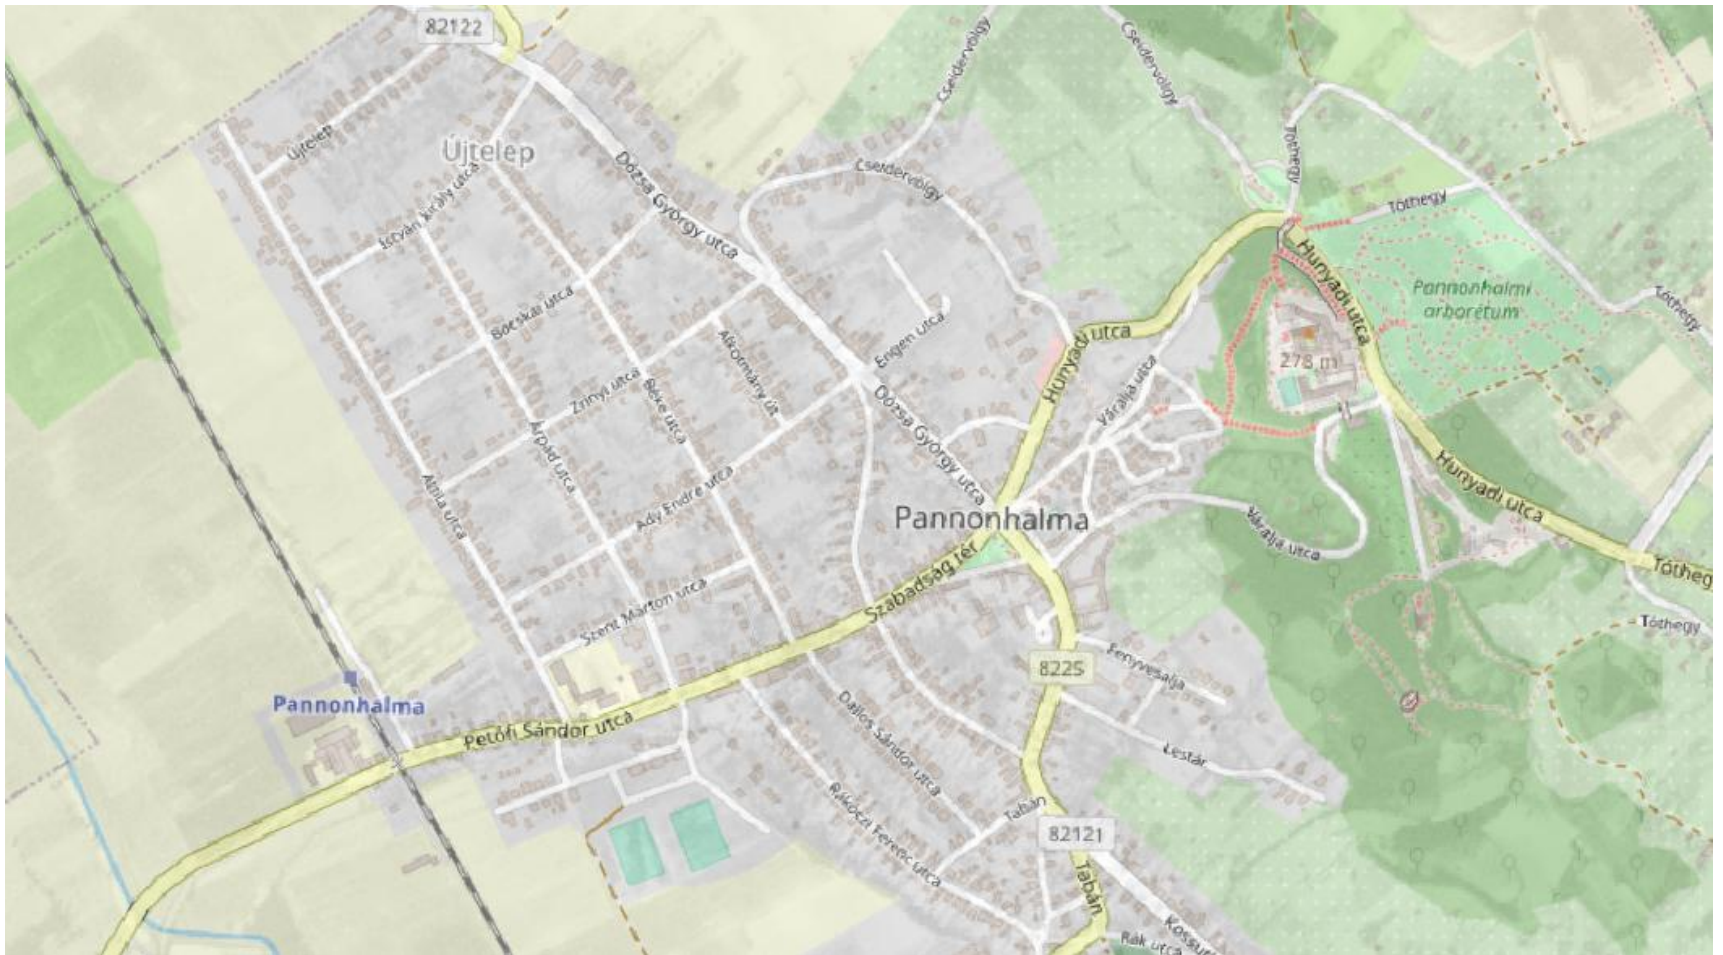 82122
Cseidervölgy
Cseidervölgy
Újtelep
Újtelep
Dózsa György utca
Cseidervölgy
Tóthegy
Tóthegy
István király utca
Hunyadi utca
Pannonhalmi
arborétum
Tóthegy
Bocskai utca
Engen utca
Hunyadi utca
278 m
Alkotmány út
Zrínyi utca
Béke utca
Váralja utca
Dózsa György utca
Árpád utca
Attila utca
Ady Endre utca
Hunyadi utca
Pannonhalma
Váralja utca
Szabadság tér
Tótheg
Szent Márton utca
Tóthegy
8225
Fenyvesalja
Pannonhalma
Petőfi Sándor utca
Dallos Sándor utca
Lestár
Rákóczi Ferenc utca
Tabán
82121
Tabán
Rák utca
Kossut